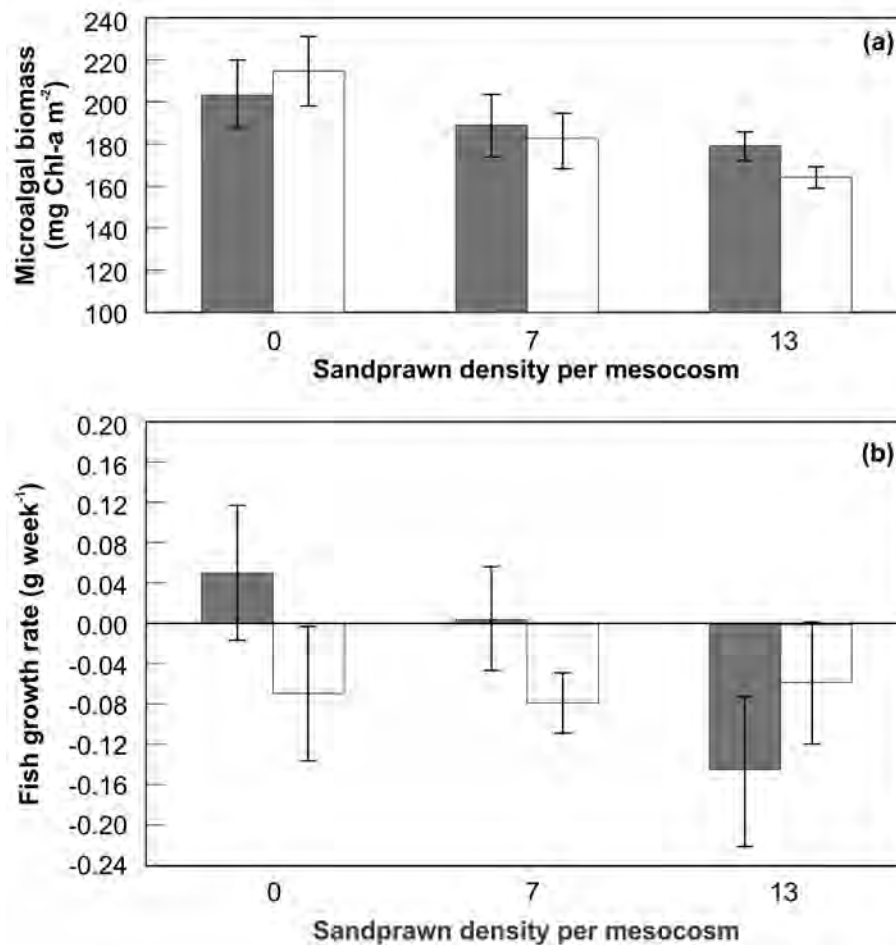 (a)
Microalgal biomass
(mg Chl-a m⁻²)
240
220
200
180
160
140
120
100
0 7 13
Sandprawn density per mesocosm
(b)
Fish growth rate (g week⁻¹)
0.20
0.16
0.12
0.08
0.04
0.00
-0.04
-0.08
-0.12
-0.16
-0.20
-0.24
0 7 13
Sandprawn density per mesocosm